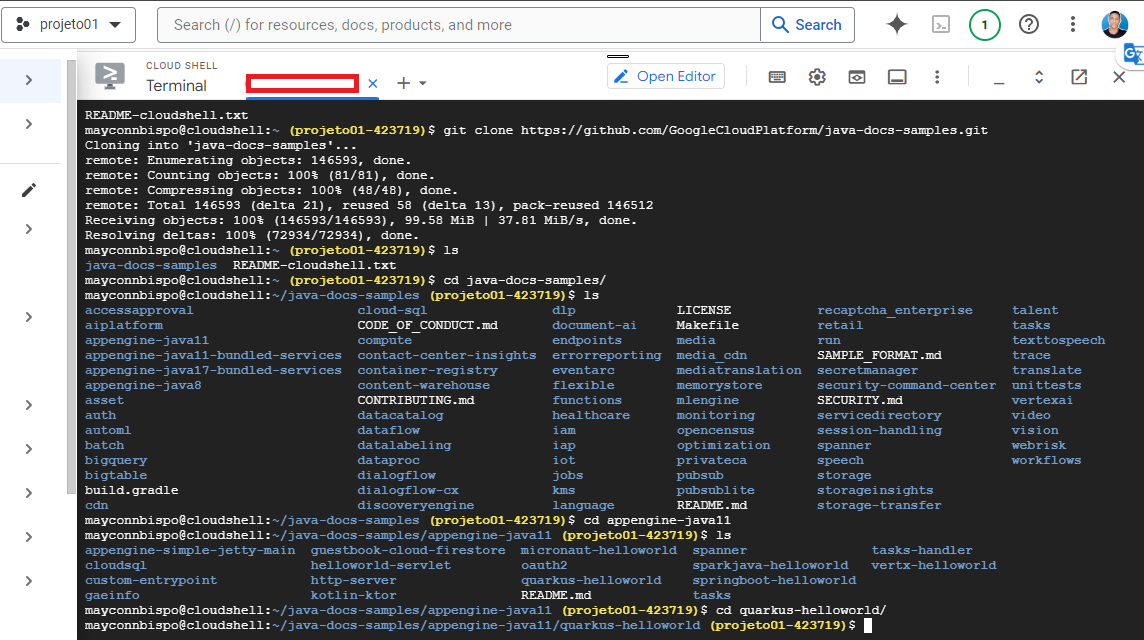 projeto01 Search (/) for resources, docs, products, and more Search 1
CLOUD SHELL
Terminal Open Editor
README-cloudshell.txt
mayconnbispo@cloudshell:~ (projeto01-423719)$ git clone https://github.com/GoogleCloudPlatform/java-docs-samples.git
Cloning into 'java-docs-samples'...
remote: Enumerating objects: 146593, done.
remote: Counting objects: 100% (81/81), done.
remote: Compressing objects: 100% (48/48), done.
remote: Total 146593 (delta 21), reused 58 (delta 13), pack-reused 146512
Receiving objects: 100% (146593/146593), 99.58 MiB | 37.81 MiB/s, done.
Resolving deltas: 100% (72934/72934), done.
mayconnbispo@cloudshell:~ (projeto01-423719)$ ls
java-docs-samples README-cloudshell.txt
mayconnbispo@cloudshell:~ (projeto01-423719)$ cd java-docs-samples/
mayconnbispo@cloudshell:~/java-docs-samples (projeto01-423719)$ ls
accessapproval cloud-sql dlp LICENSE recaptcha_enterprise talent
aiplatform CODE_OF_CONDUCT.md document-ai Makefile retail tasks
appengine-java11 compute endpoints media run texttospeech
appengine-java11-bundled-services contact-center-insights errorreporting media_cdn SAMPLE_FORMAT.md trace
appengine-java17-bundled-services container-registry eventarc mediatranslation secretmanager translate
appengine-java8 content-warehouse flexible memorystore security-command-center unittests
asset CONTRIBUTING.md functions mlengine SECURITY.md vertexai
auth datacatalog healthcare monitoring servicedirectory video
automl dataflow iam opencensus session-handling vision
batch datalabeling iap optimization spanner webrisk
bigquery dataproc iot privateca speech workflows
bigtable dialogflow jobs pubsub storage
build.gradle dialogflow-cx kms pubsublite storageinsights
cdn discoveryengine language README.md storage-transfer
mayconnbispo@cloudshell:~/java-docs-samples (projeto01-423719)$ cd appengine-java11
mayconnbispo@cloudshell:~/java-docs-samples/appengine-java11 (projeto01-423719)$ ls
appengine-simple-jetty-main guestbook-cloud-firestore micronaut-helloworld spanner tasks-handler
cloudsql helloworld-servlet oauth2 sparkjava-helloworld vertx-helloworld
custom-entrypoint http-server quarkus-helloworld springboot-helloworld
gaeinfo kotlin-ktor README.md tasks
mayconnbispo@cloudshell:~/java-docs-samples/appengine-java11 (projeto01-423719)$ cd quarkus-helloworld/
mayconnbispo@cloudshell:~/java-docs-samples/appengine-java11/quarkus-helloworld (projeto01-423719)$